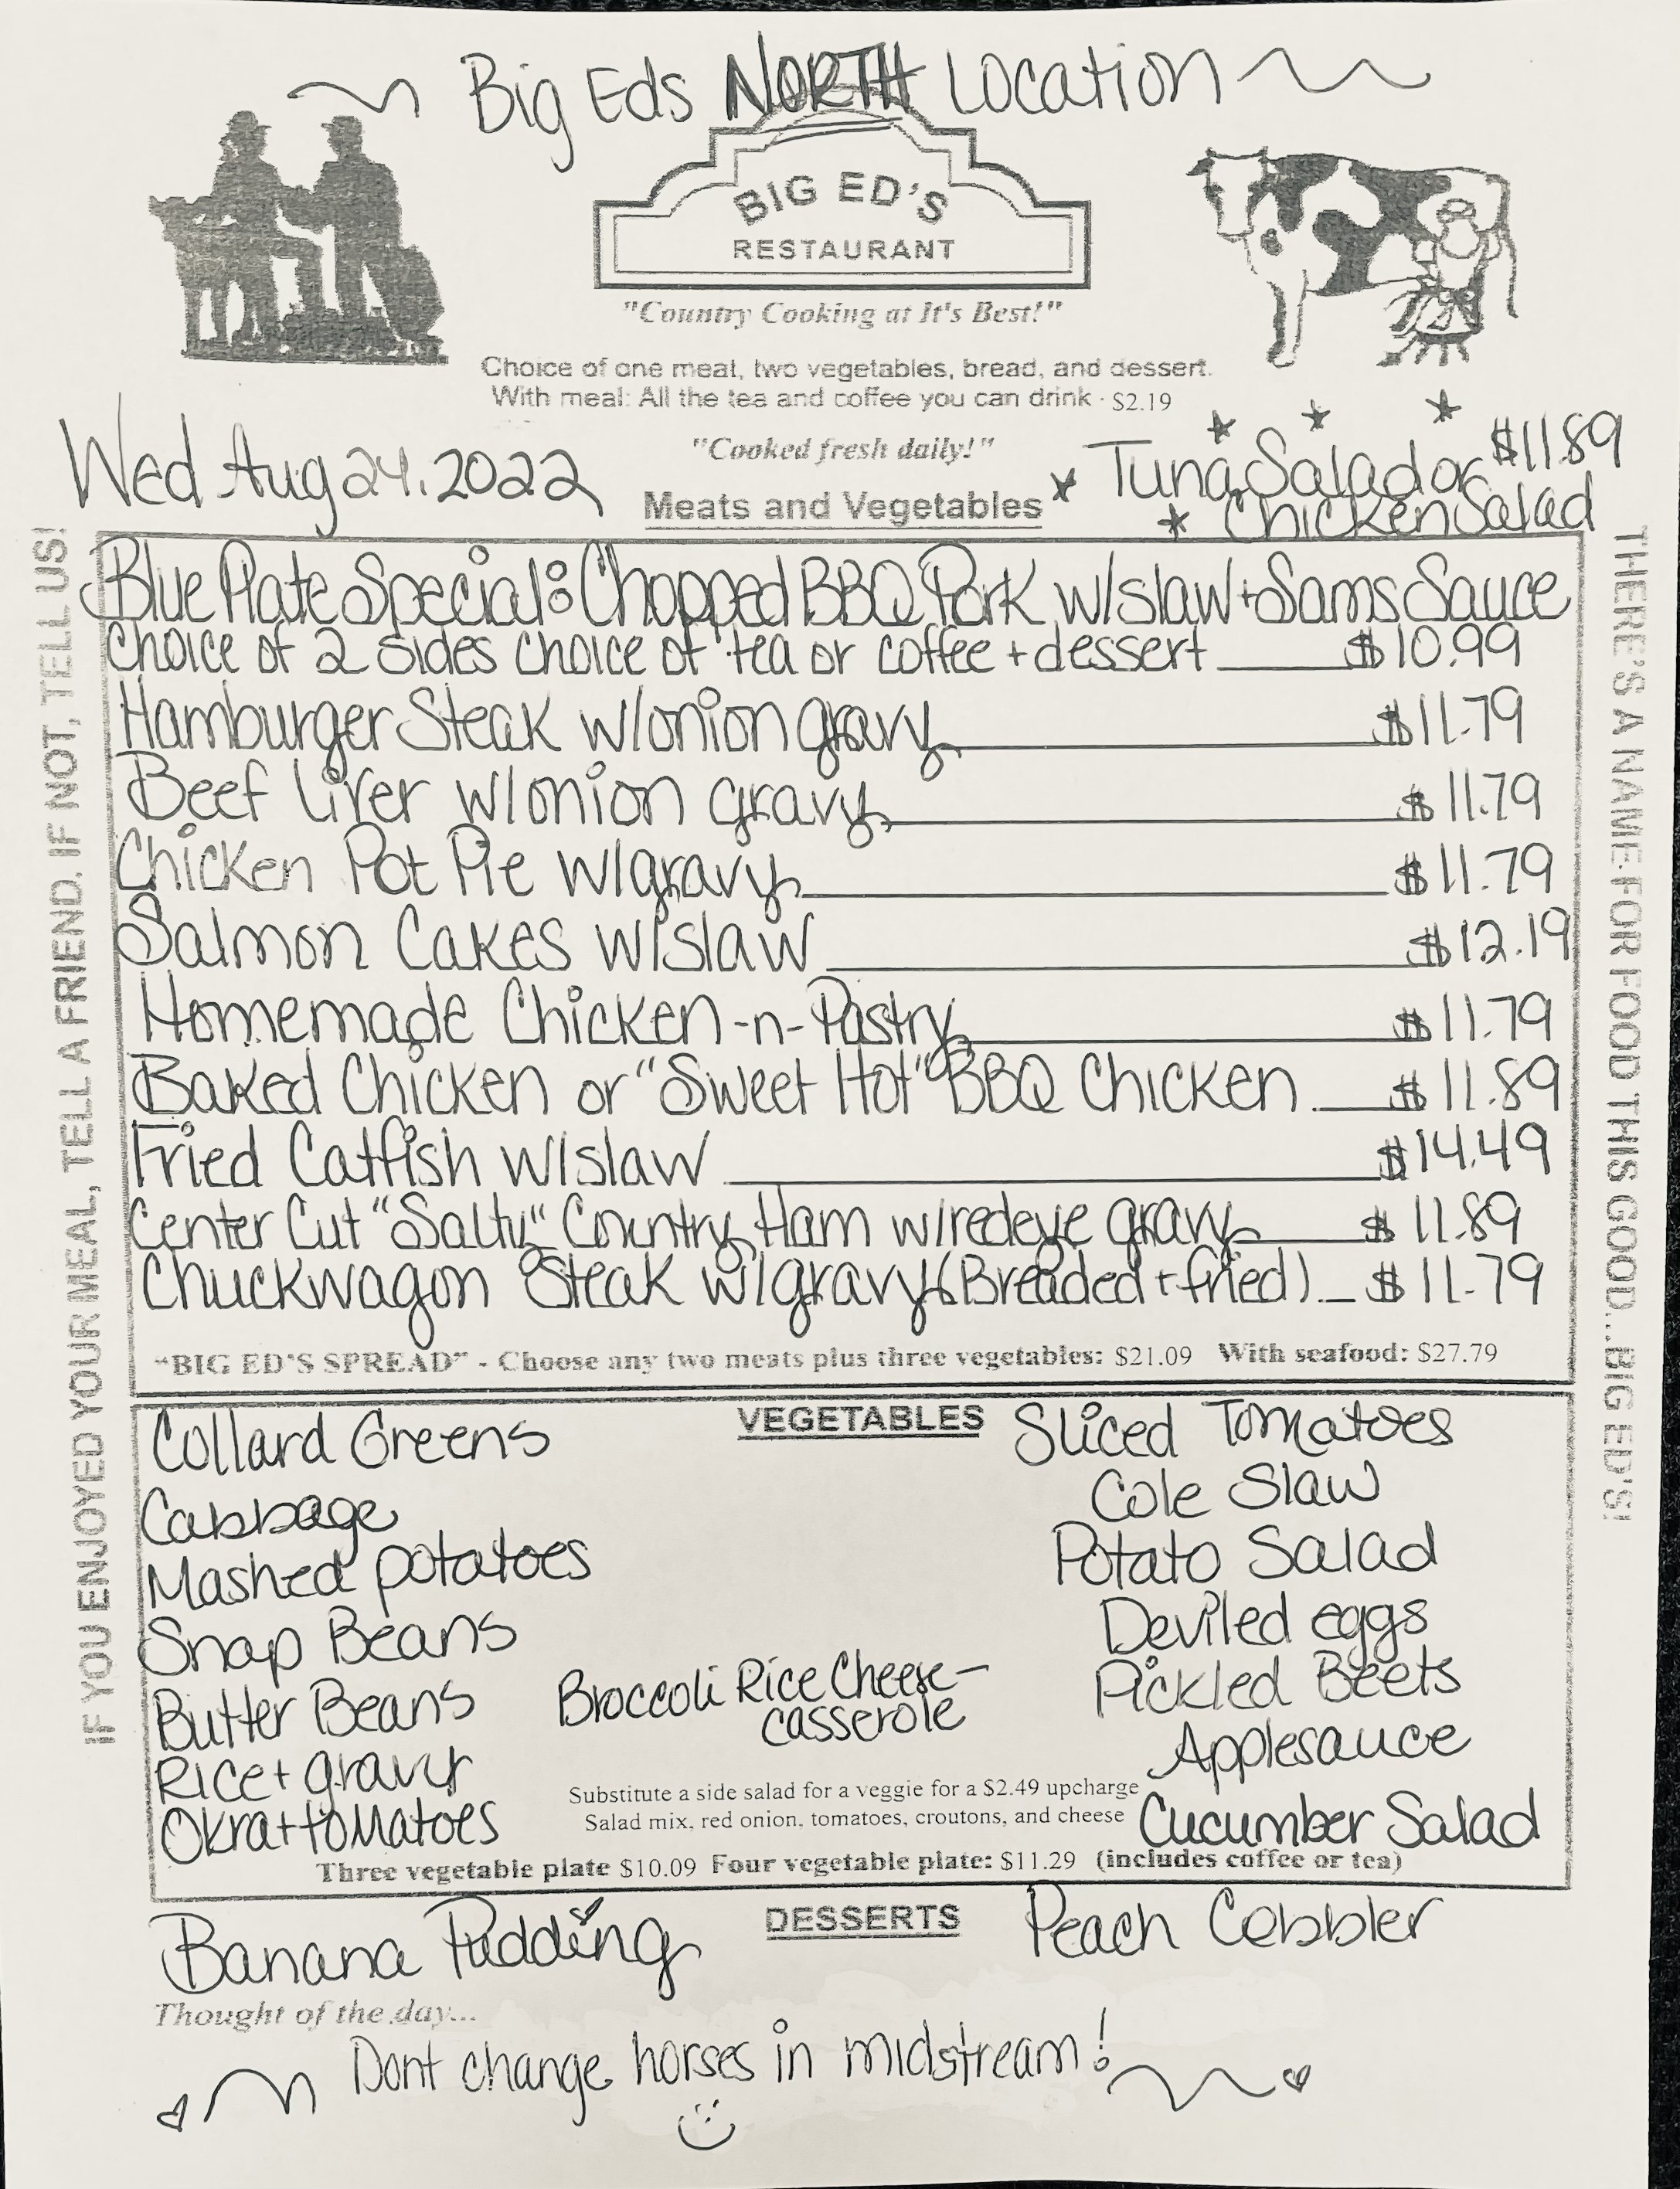 Big Eds NORTH Location
BIG ED'S
RESTAURANT
"Country Cooking at It's Best!"
Choice of one meat, two vegetables, bread, and dessert.
With meal: All the tea and coffee you can drink · $2.19
"Cooked fresh daily!"
Wed Aug 24, 2022
Tuna Salad or $11.89
Chicken Salad
Meats and Vegetables
IF YOU ENJOYED YOUR MEAL, TELL A FRIEND. IF NOT, TELL US!
THERE'S A NAME FOR FOOD THIS GOOD...BIG ED'S!
Blue Plate Special: Chopped BBQ Pork w/slaw + Sams Sauce
Choice of 2 sides choice of tea or coffee + dessert $10.99
Hamburger Steak w/onion gravy $11.79
Beef Liver w/onion gravy $11.79
Chicken Pot Pie w/gravy $11.79
Salmon Cakes w/slaw $12.19
Homemade Chicken-n-Pastry $11.79
Baked Chicken or "Sweet Hot" BBQ Chicken $11.89
Fried Catfish w/slaw $14.49
Center Cut "Salty" Country Ham w/redeye gravy $11.89
Chuckwagon Steak w/gravy (Breaded + fried) $11.79
"BIG ED'S SPREAD" - Choose any two meats plus three vegetables: $21.09 With seafood: $27.79
VEGETABLES
Collard Greens
Cabbage
Mashed potatoes
Snap Beans
Butter Beans
Rice + gravy
Okra + tomatoes
Broccoli Rice Cheese-
casserole
Sliced Tomatoes
Cole Slaw
Potato Salad
Deviled eggs
Pickled Beets
Applesauce
Cucumber Salad
Substitute a side salad for a veggie for a $2.49 upcharge
Salad mix, red onion, tomatoes, croutons, and cheese
Three vegetable plate $10.09 Four vegetable plate: $11.29 (includes coffee or tea)
DESSERTS
Banana Pudding
Peach Cobbler
Thought of the day...
Dont change horses in midstream!